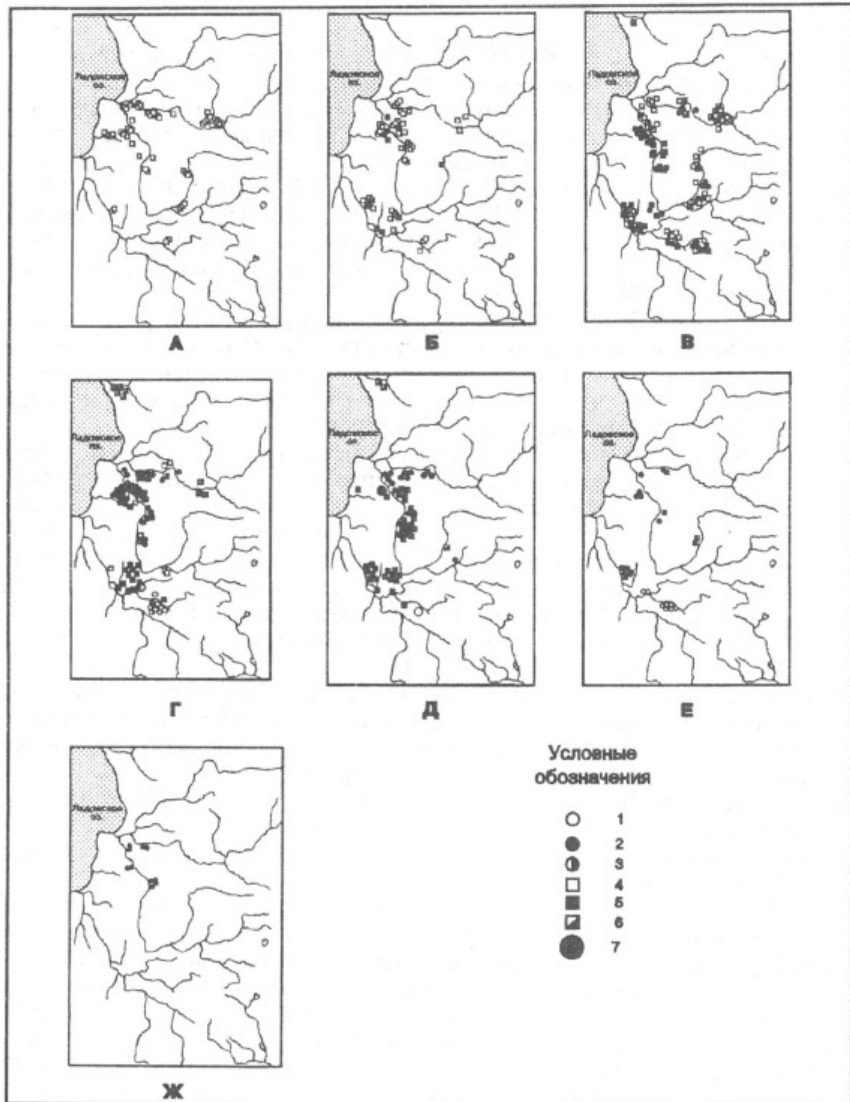 Ладожское
оз.
Ладожское
оз.
Ладожское
оз.
А
Б
В
Ладожское
оз.
Ладожское
оз.
Ладожское
оз.
Г
Д
Е
Ладожское
оз.
Ж
Условные
обозначения
1
2
3
4
5
6
7